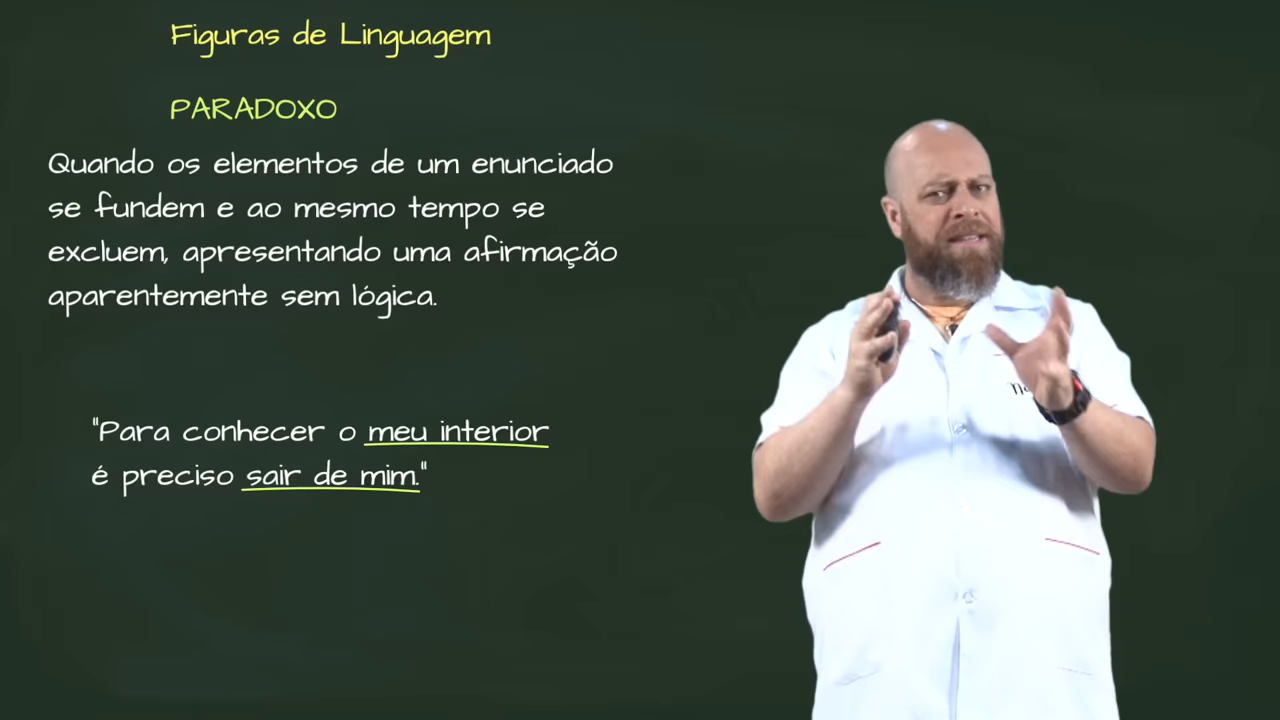 Figuras de Linguagem
PARADOXO
Quando os elementos de um enunciado
se fundem e ao mesmo tempo se
excluem, apresentando uma afirmação
aparentemente sem lógica.
"Para conhecer o meu interior
é preciso sair de mim."